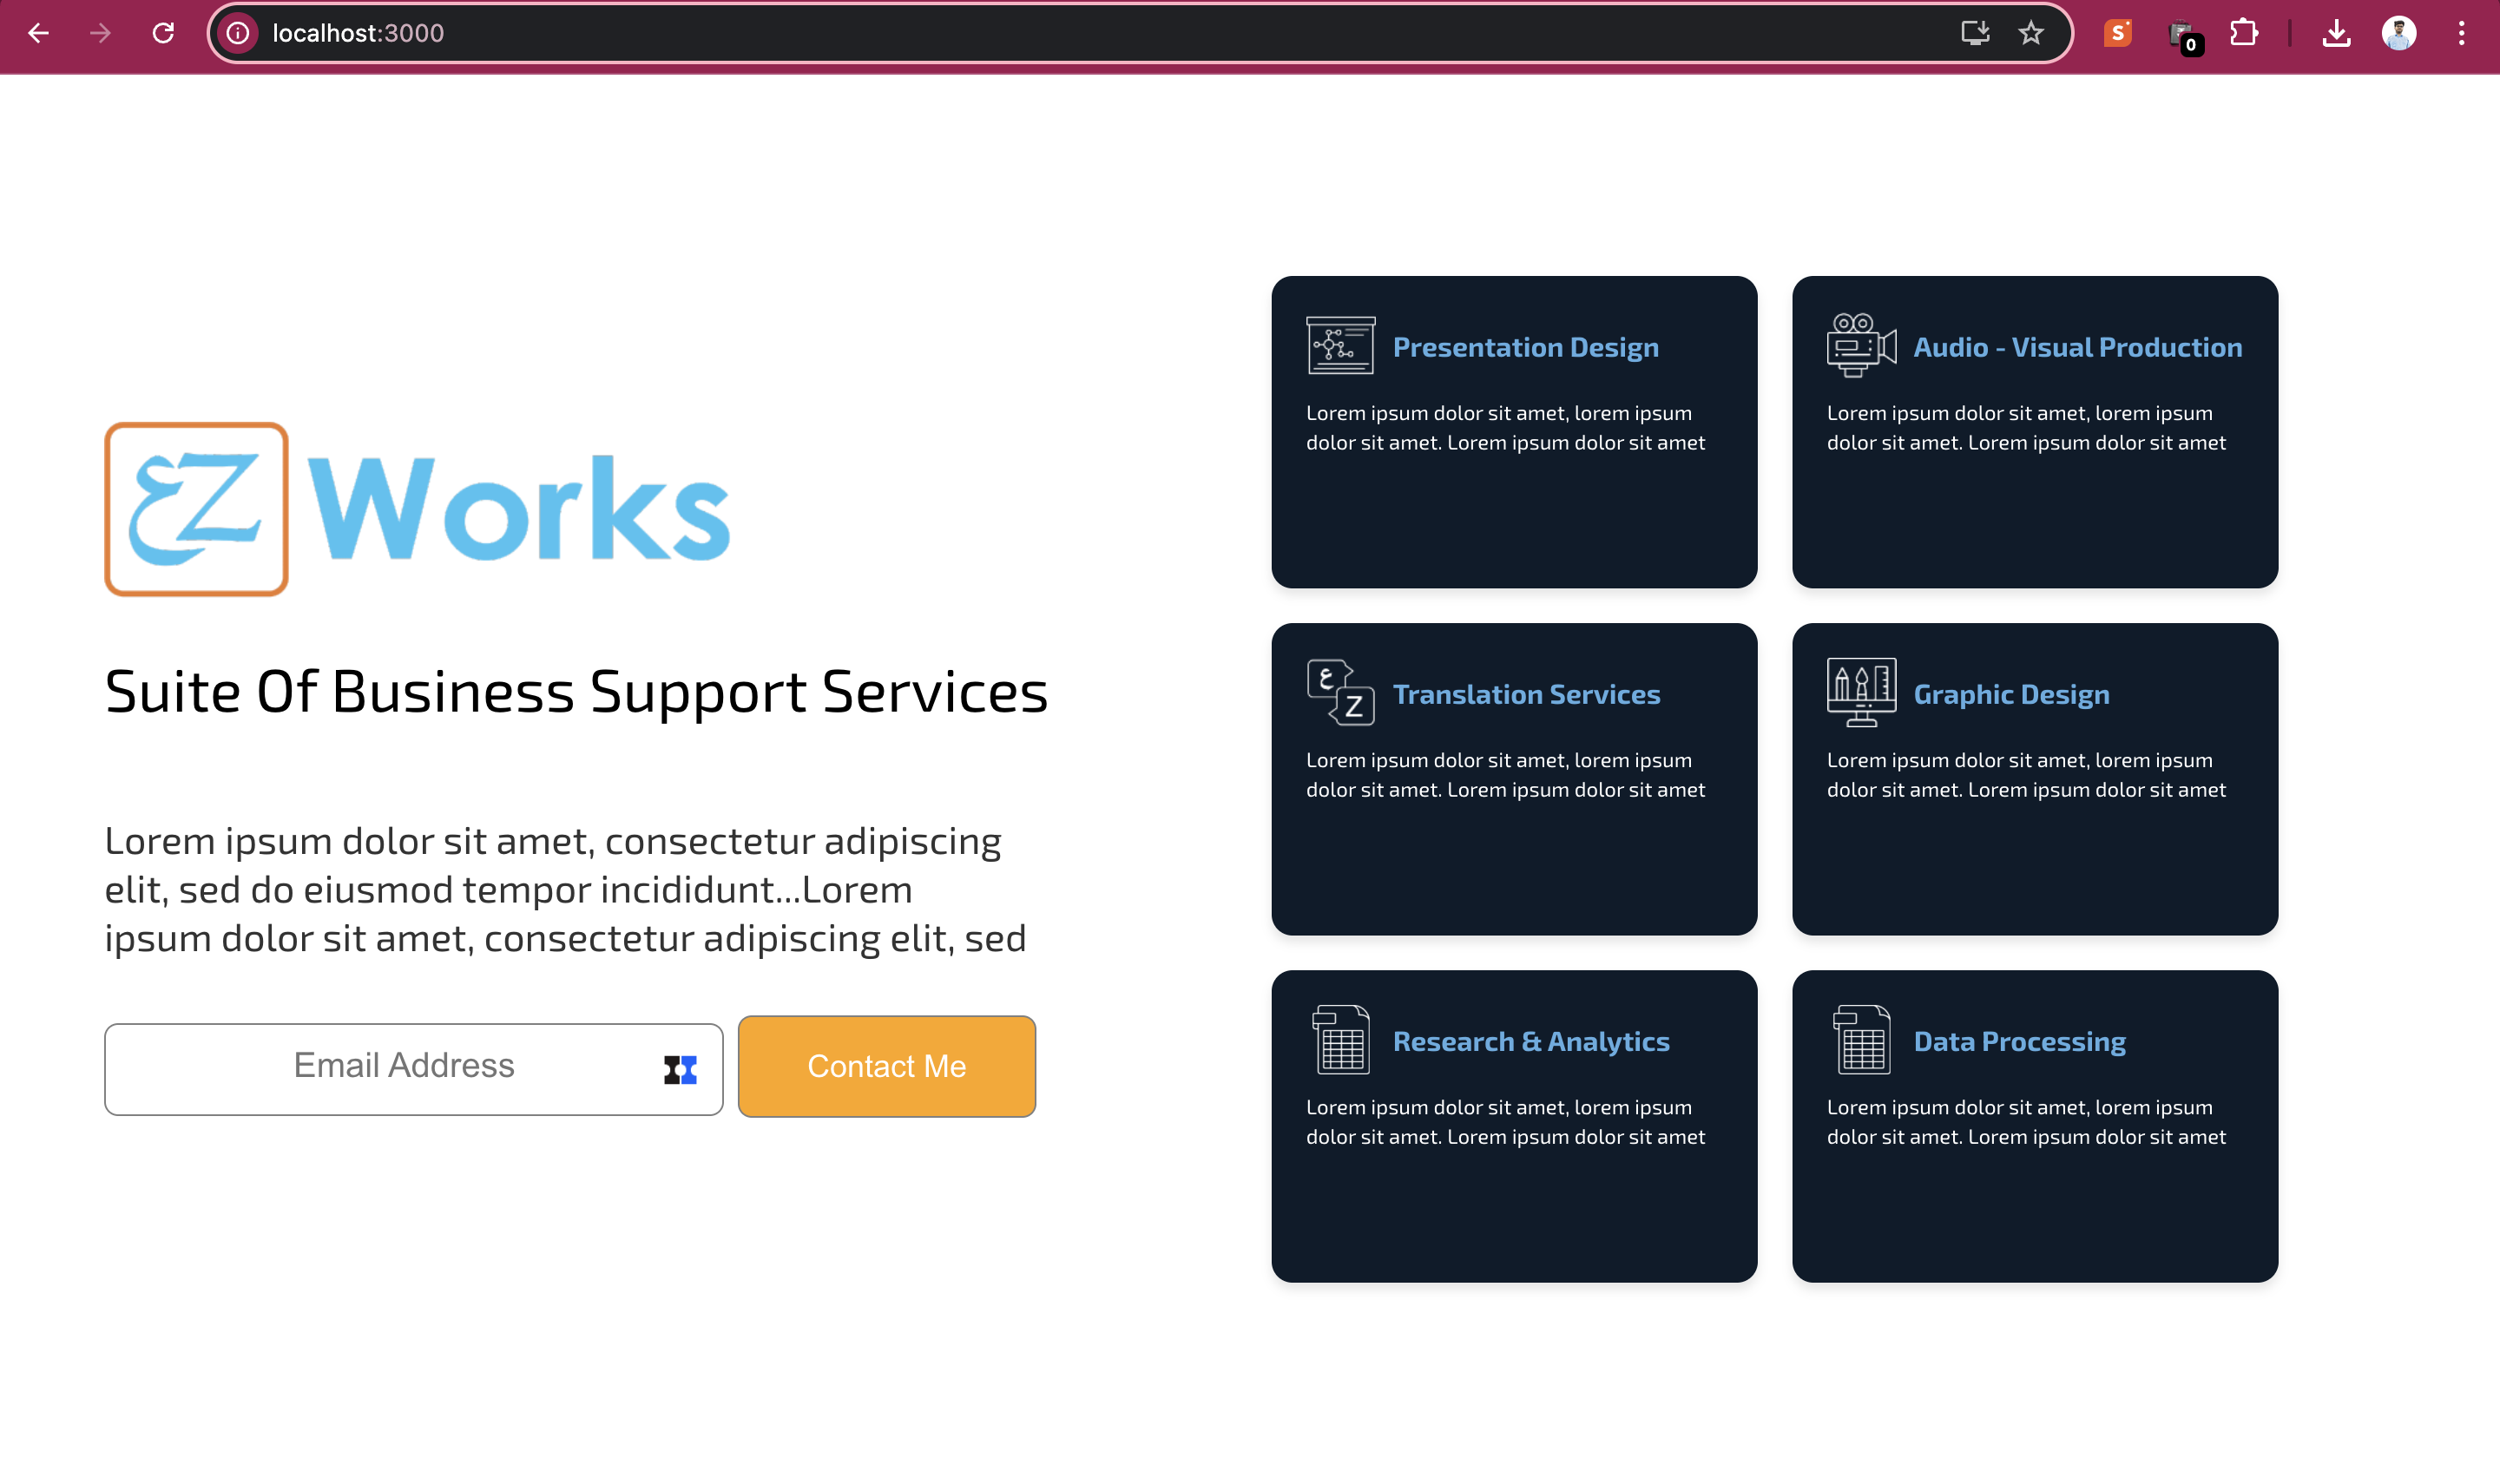 localhost:3000
S
0
عZ Works
Suite Of Business Support Services
Lorem ipsum dolor sit amet, consectetur adipiscing
elit, sed do eiusmod tempor incididunt...Lorem
ipsum dolor sit amet, consectetur adipiscing elit, sed
Email Address
Contact Me
Presentation Design
Lorem ipsum dolor sit amet, lorem ipsum
dolor sit amet. Lorem ipsum dolor sit amet
Audio - Visual Production
Lorem ipsum dolor sit amet, lorem ipsum
dolor sit amet. Lorem ipsum dolor sit amet
ع
Z
Translation Services
Lorem ipsum dolor sit amet, lorem ipsum
dolor sit amet. Lorem ipsum dolor sit amet
Graphic Design
Lorem ipsum dolor sit amet, lorem ipsum
dolor sit amet. Lorem ipsum dolor sit amet
Research & Analytics
Lorem ipsum dolor sit amet, lorem ipsum
dolor sit amet. Lorem ipsum dolor sit amet
Data Processing
Lorem ipsum dolor sit amet, lorem ipsum
dolor sit amet. Lorem ipsum dolor sit amet